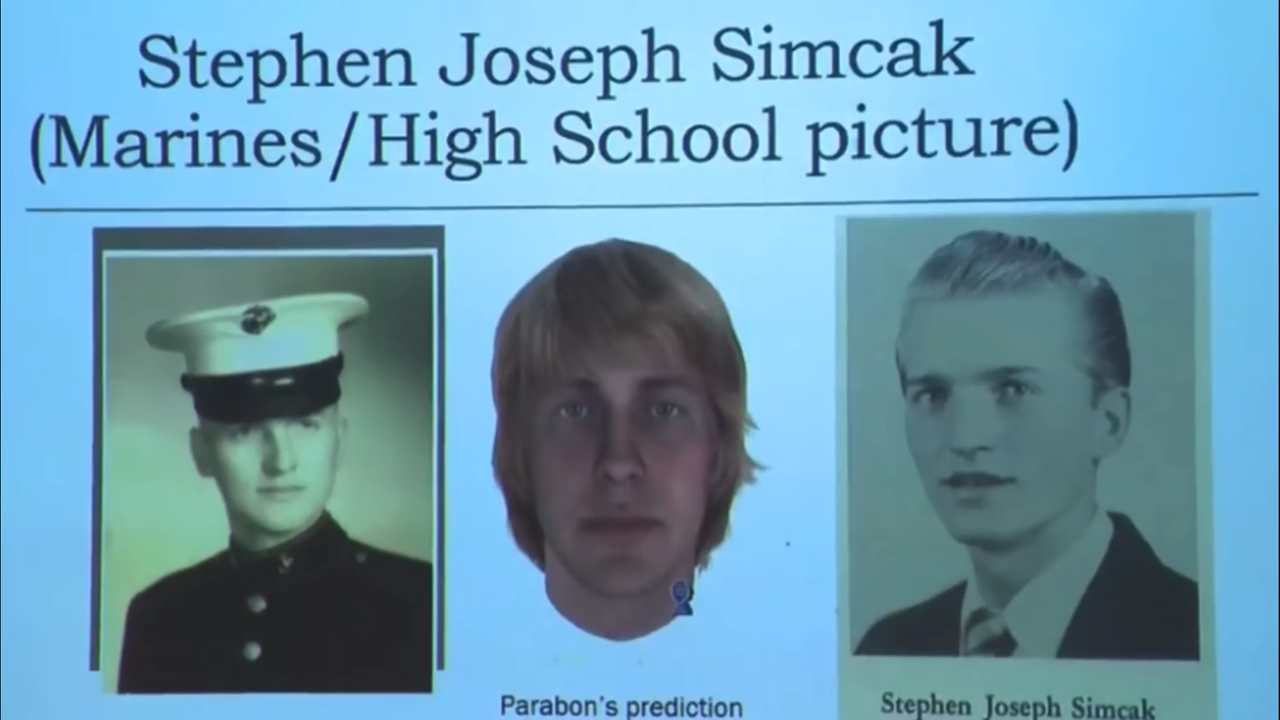 Stephen Joseph Simcak
(Marines/High School picture)
Parabon's prediction
Stephen Joseph Simcak